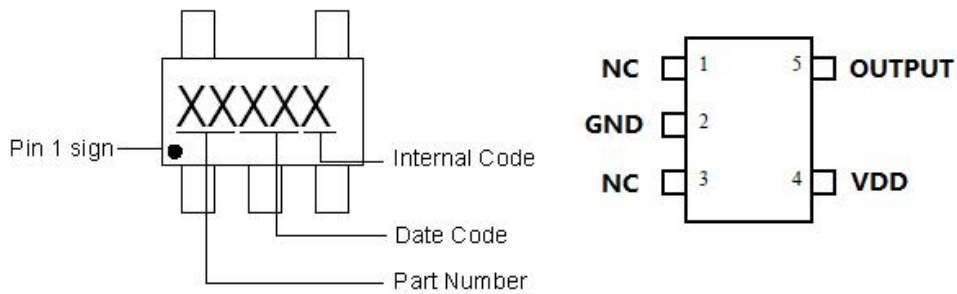 XXXXX
Pin 1 sign
Internal Code
Date Code
Part Number
NC 1 5 OUTPUT
GND 2
NC 3 4 VDD